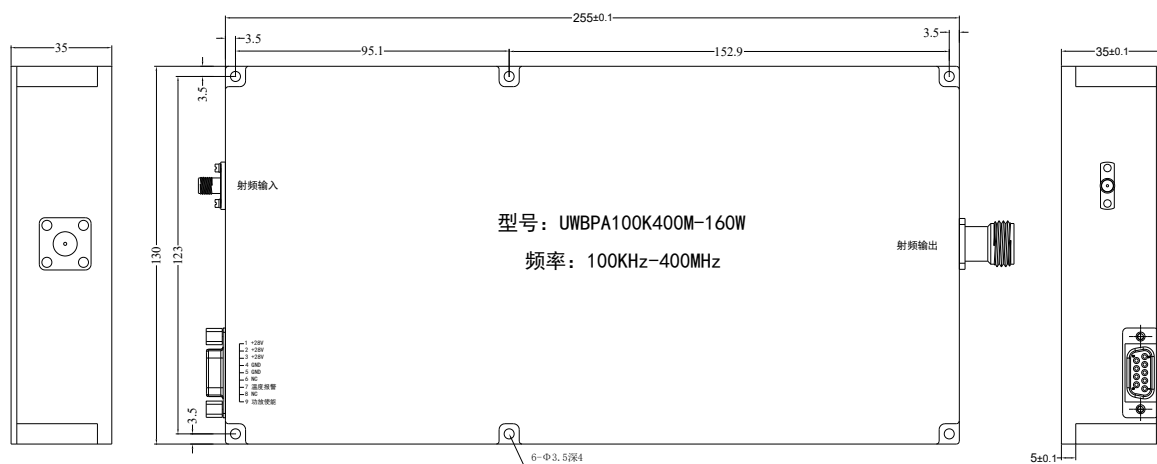 255±0.1
35
3.5
95.1
152.9
3.5
35±0.1
3.5
射频输入
型号: UWBPA100K400M-160W
130
123
射频输出
频率: 100KHz-400MHz
1 +28V
2 +28V
3 +28V
4 GND
5 GND
6 NC
7 温度报警
8 NC
9 功放使能
3.5
6-Φ3.5深4
5±0.1